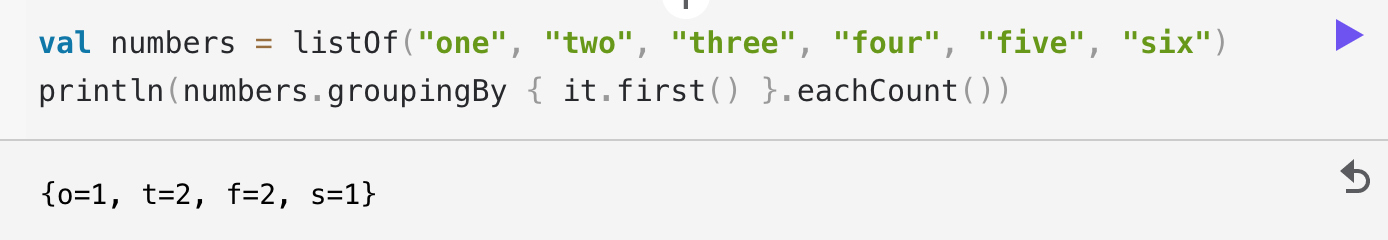 val numbers = listOf("one", "two", "three", "four", "five", "six")
println(numbers.groupingBy { it.first() }.eachCount())
{o=1, t=2, f=2, s=1}